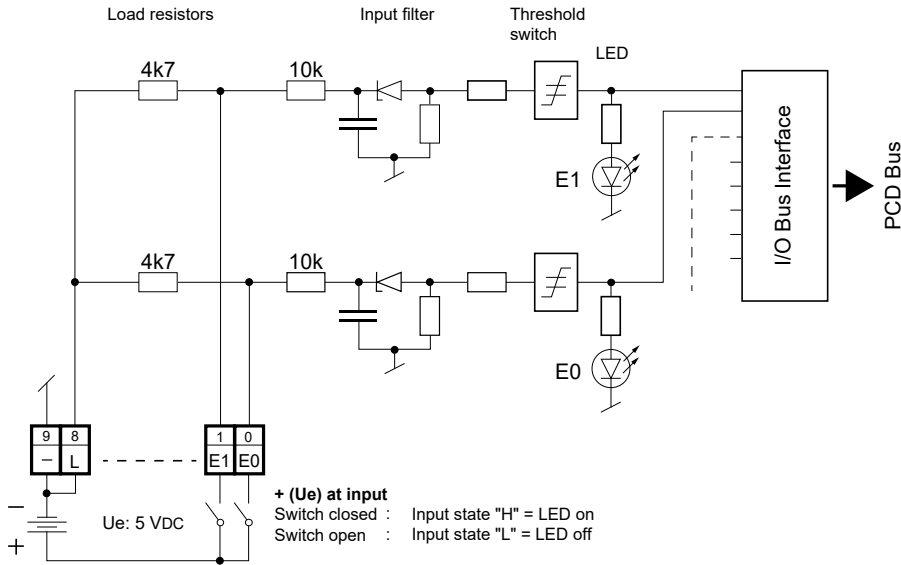 Load resistors
Input filter
Threshold
switch
LED
4k7
10k
E1
4k7
10k
E0
I/O Bus Interface
PCD Bus
9 8
– L
1 0
E1 E0
–
+
Ue: 5 VDC
+ (Ue) at input
Switch closed : Input state "H" = LED on
Switch open : Input state "L" = LED off